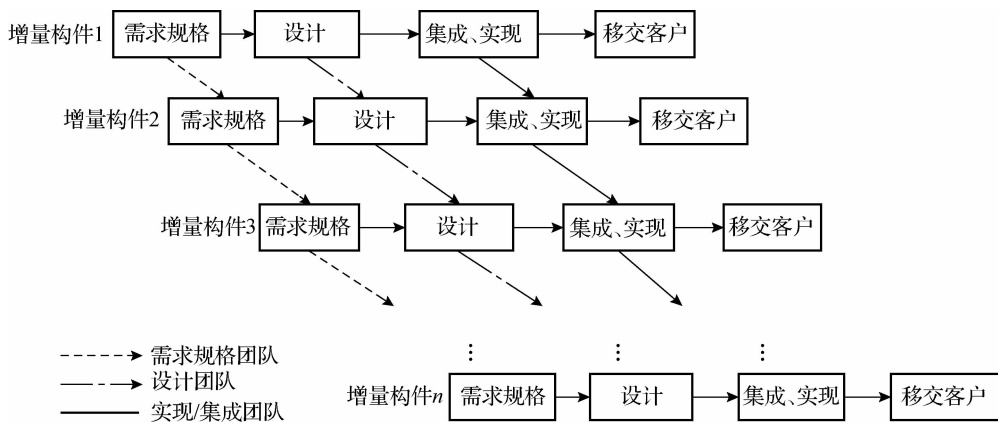 增量构件1 需求规格 设计 集成、实现 移交客户
增量构件2 需求规格 设计 集成、实现 移交客户
增量构件3 需求规格 设计 集成、实现 移交客户
需求规格团队
设计团队
实现/集成团队
增量构件n 需求规格 设计 集成、实现 移交客户